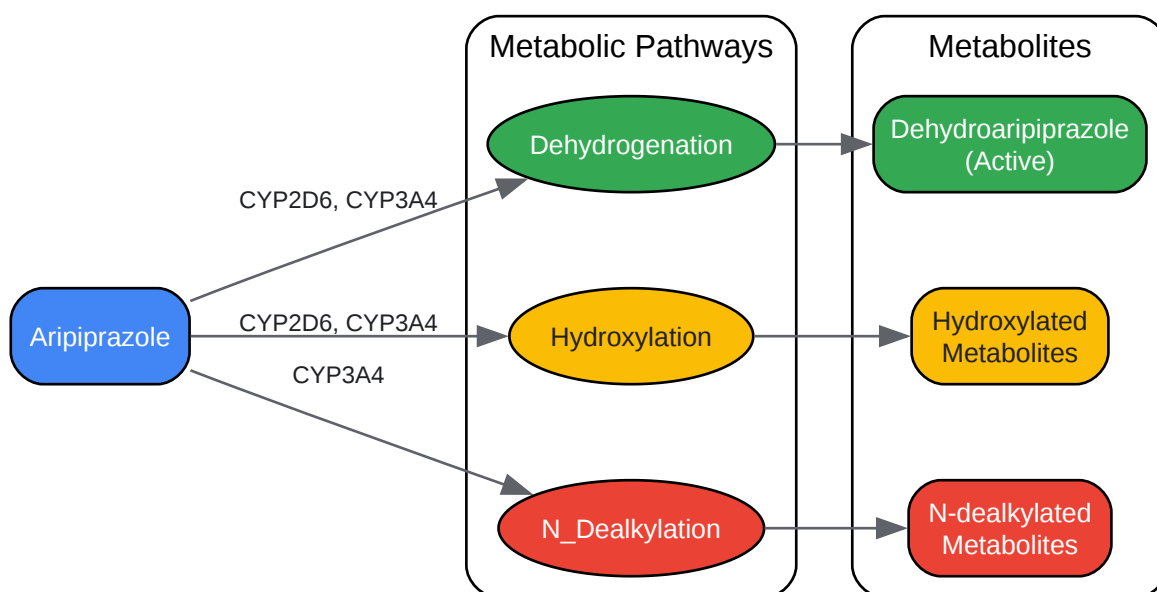 Metabolic Pathways
Metabolites
Dehydrogenation
Dehydroaripiprazole
(Active)
CYP2D6, CYP3A4
Aripiprazole
CYP2D6, CYP3A4
Hydroxylation
Hydroxylated
Metabolites
CYP3A4
N_Dealkylation
N-dealkylated
Metabolites